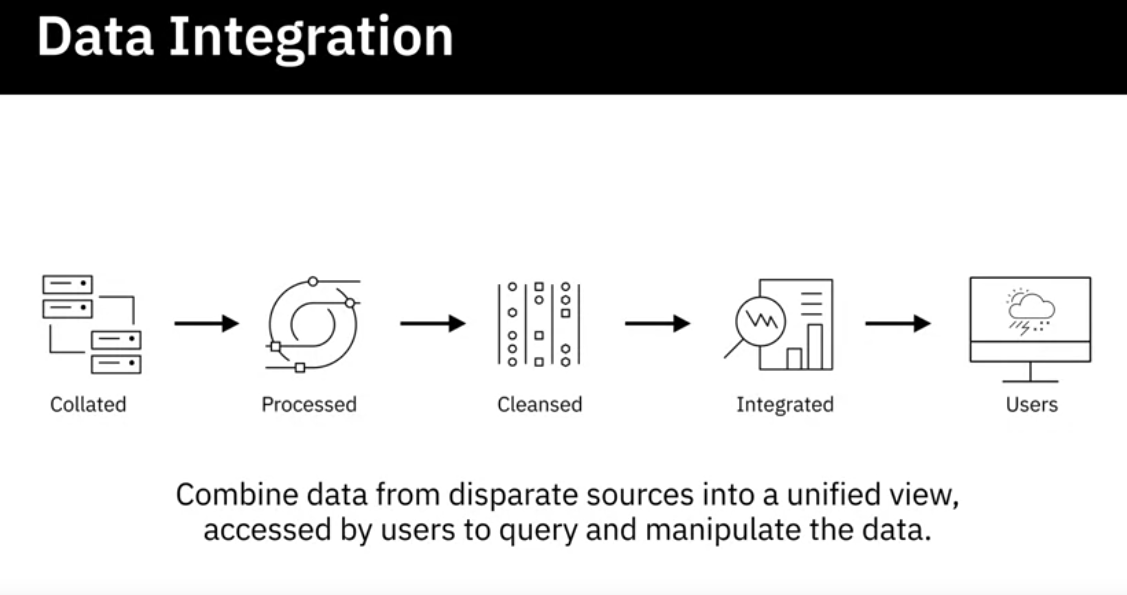 Data Integration
Collated
Processed
Cleansed
Integrated
Users
Combine data from disparate sources into a unified view,
accessed by users to query and manipulate the data.